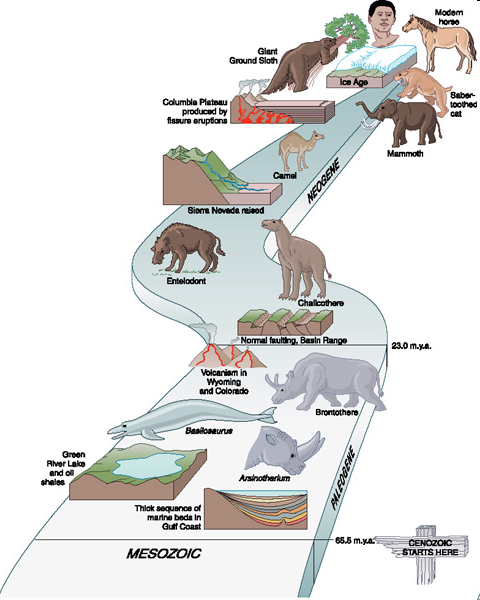 Modern
horse
Giant
Ground Sloth
Ice Age
Saber-
toothed
cat
Columbia Plateau
produced by
fissure eruptions
Mammoth
Camel
NEOGENE
Sierra Nevada raised
Entelodont
Chalicothere
Normal faulting, Basin Range
23.0 m.y.a.
Volcanism in
Wyoming
and Colorado
Brontothere
Basilosaurus
Green
River Lake
and oil
shales
Arsinotherium
PALEOGENE
Thick sequence of
marine beds in
Gulf Coast
65.5 m.y.a.
CENOZOIC
STARTS HERE
MESOZOIC